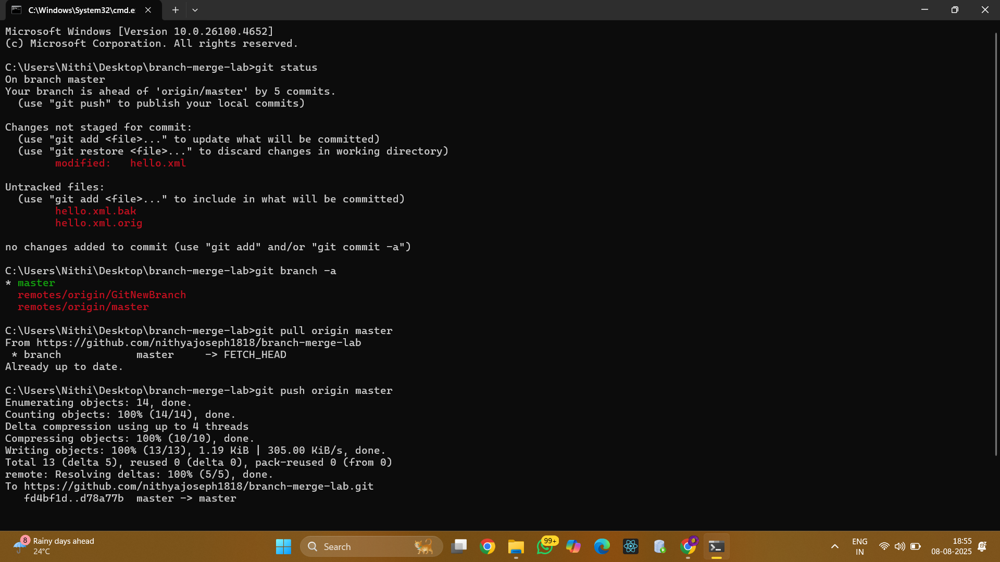 C:\Windows\System32\cmd.e
Microsoft Windows [Version 10.0.26100.4652]
(c) Microsoft Corporation. All rights reserved.
C:\Users\Nithi\Desktop\branch-merge-lab>git status
On branch master
Your branch is ahead of 'origin/master' by 5 commits.
  (use "git push" to publish your local commits)
Changes not staged for commit:
  (use "git add <file>..." to update what will be committed)
  (use "git restore <file>..." to discard changes in working directory)
        modified:   hello.xml
Untracked files:
  (use "git add <file>..." to include in what will be committed)
        hello.xml.bak
        hello.xml.orig
no changes added to commit (use "git add" and/or "git commit -a")
C:\Users\Nithi\Desktop\branch-merge-lab>git branch -a
* master
  remotes/origin/GitNewBranch
  remotes/origin/master
C:\Users\Nithi\Desktop\branch-merge-lab>git pull origin master
From https://github.com/nithyajoseph1818/branch-merge-lab
 * branch            master     -> FETCH_HEAD
Already up to date.
C:\Users\Nithi\Desktop\branch-merge-lab>git push origin master
Enumerating objects: 14, done.
Counting objects: 100% (14/14), done.
Delta compression using up to 4 threads
Compressing objects: 100% (10/10), done.
Writing objects: 100% (13/13), 1.19 KiB | 305.00 KiB/s, done.
Total 13 (delta 5), reused 0 (delta 0), pack-reused 0 (from 0)
remote: Resolving deltas: 100% (5/5), done.
To https://github.com/nithyajoseph1818/branch-merge-lab.git
   fd4bf1d..d78a77b  master -> master
8
Rainy days ahead
24°C
Search
99+
ENG
IN
18:55
08-08-2025